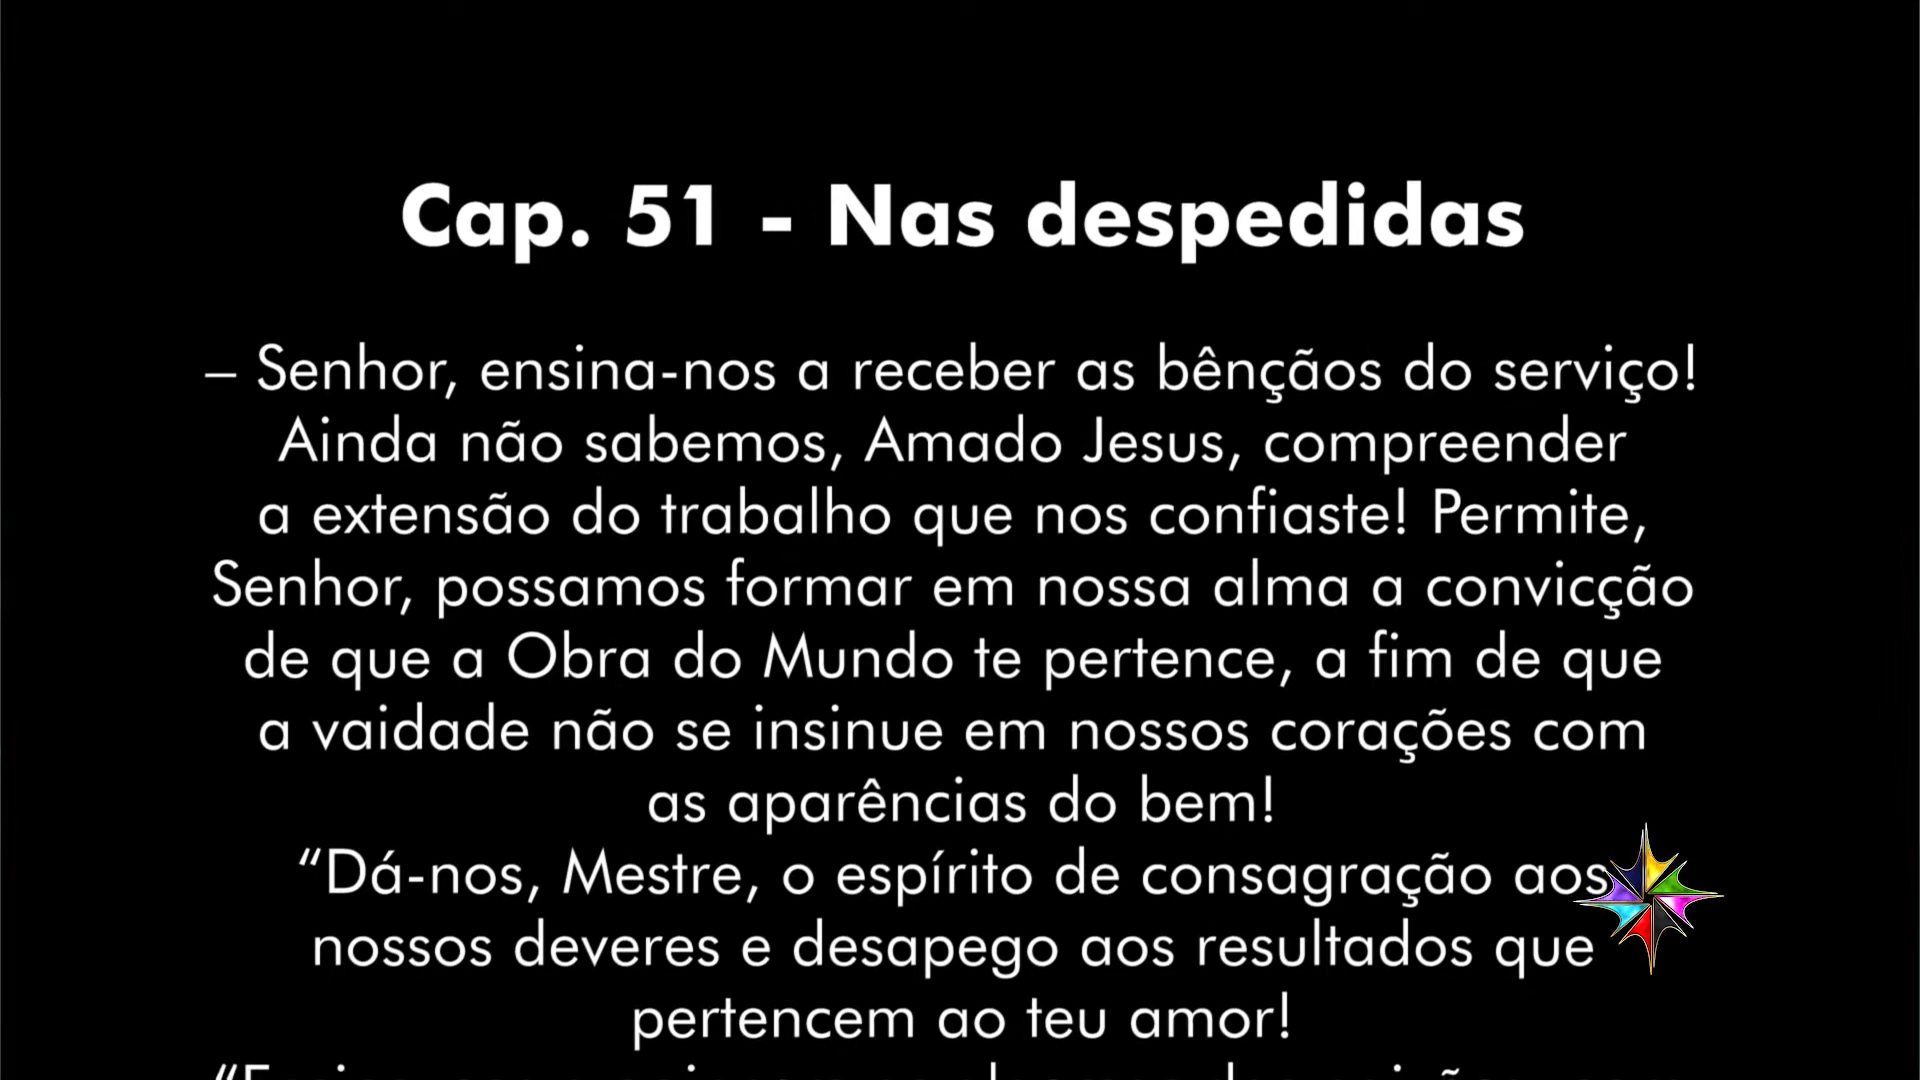 Cap. 51 - Nas despedidas
– Senhor, ensina-nos a receber as bênçãos do serviço!
Ainda não sabemos, Amado Jesus, compreender
a extensão do trabalho que nos confiaste! Permite,
Senhor, possamos formar em nossa alma a convicção
de que a Obra do Mundo te pertence, a fim de que
a vaidade não se insinue em nossos corações com
as aparências do bem!
“Dá-nos, Mestre, o espírito de consagração aos
nossos deveres e desapego aos resultados que
pertencem ao teu amor!